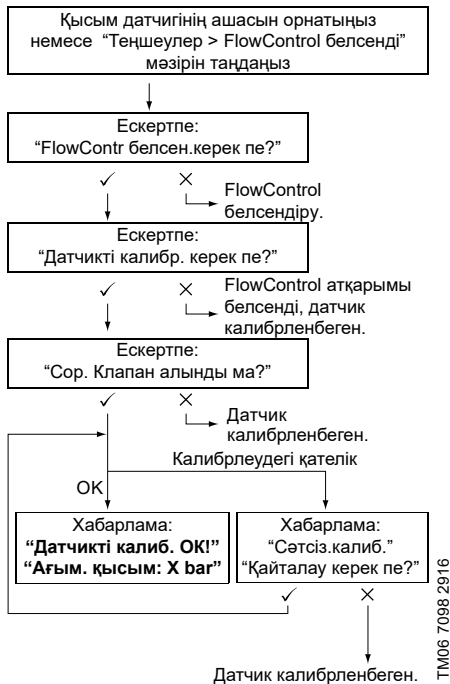 Қысым датчигінің ашасын орнатыңыз
немесе “Теңшеулер > FlowControl белсенді”
мәзірін таңдаңыз
Ескертпе:
“FlowContr белсен.керек пе?”
FlowControl
белсендіру.
Ескертпе:
“Датчикті калибр. керек пе?”
FlowControl атқарымы
белсенді, датчик
калибрленбеген.
Ескертпе:
“Сор. Клапан алынды ма?”
Датчик
калибрленбеген.
Калибрлеудегі қателік
OK
Хабарлама:
“Датчикті калиб. ОК!”
“Ағым. қысым: X bar”
Хабарлама:
“Сәтсіз.калиб.”
“Қайталау керек пе?”
Датчик калибрленбеген.
TM06 7098 2916